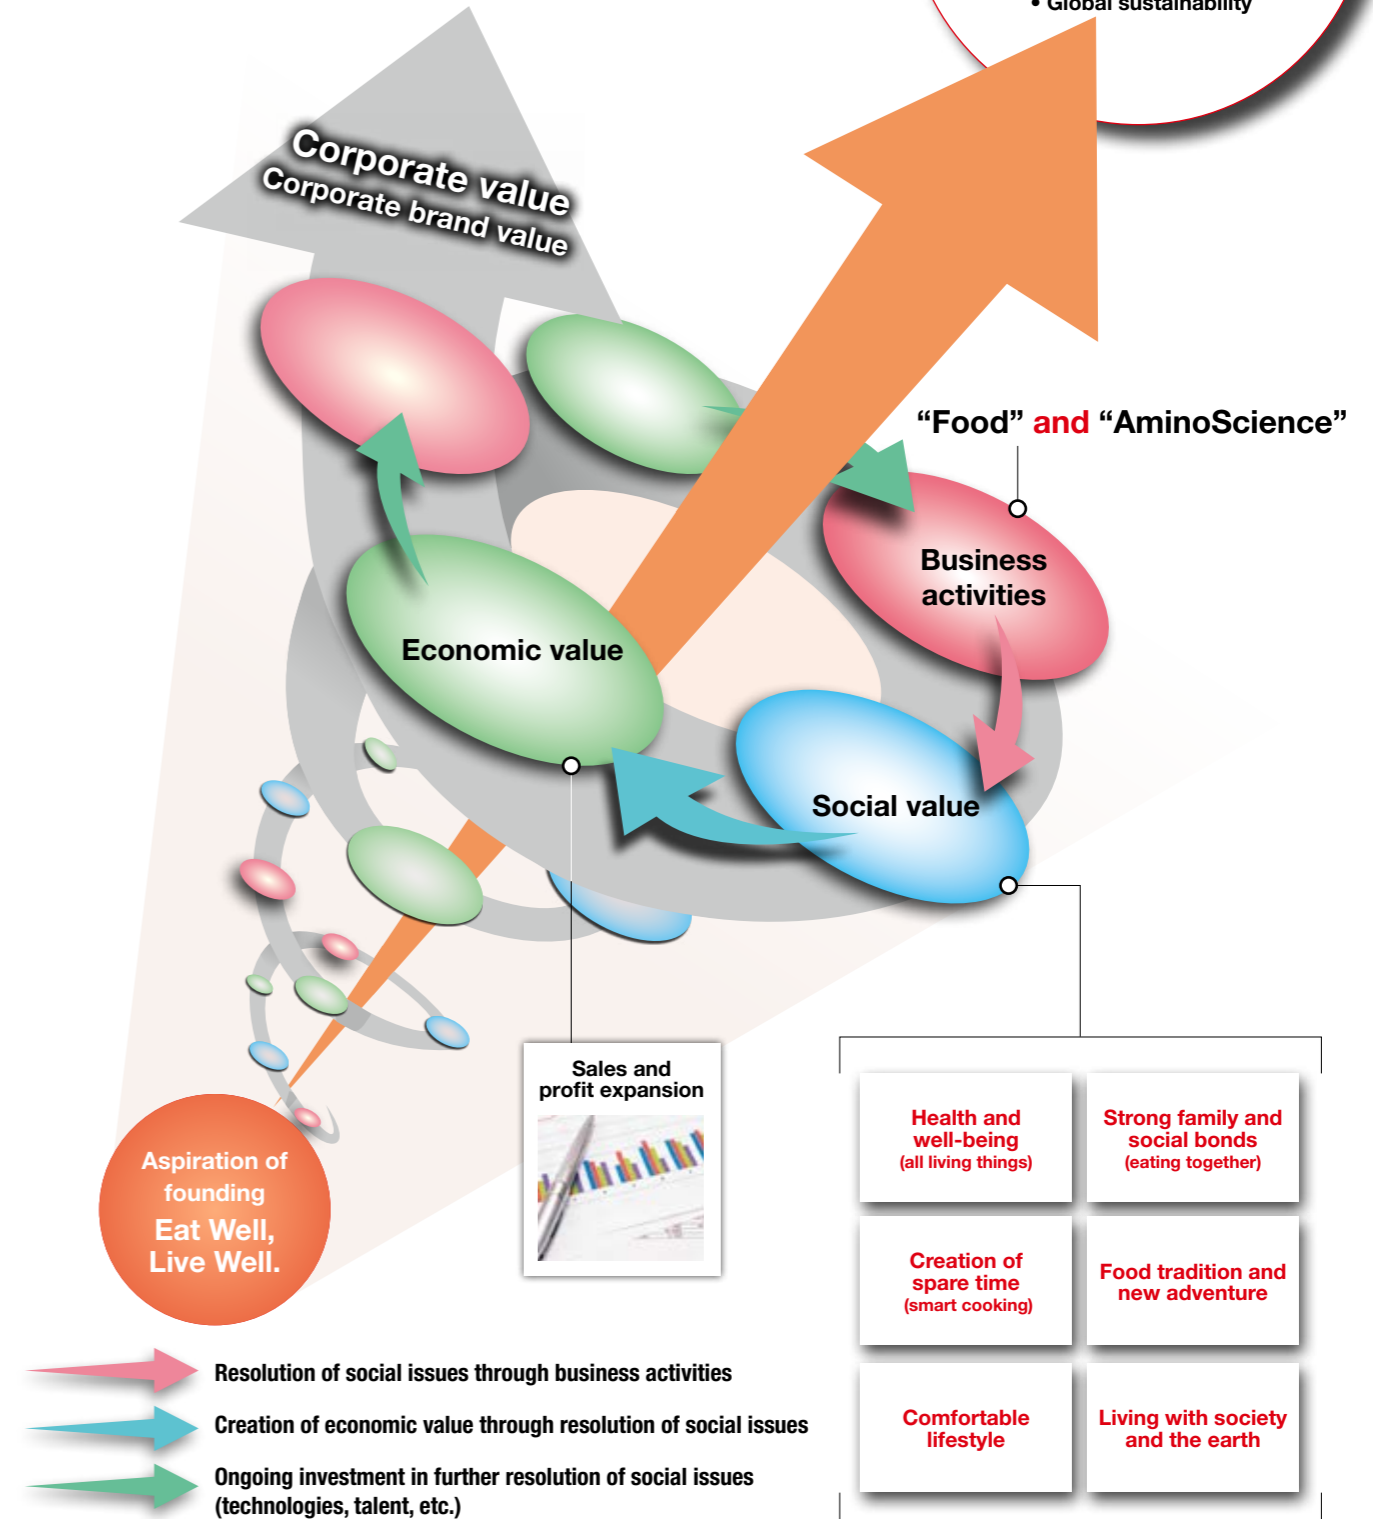 • Global sustainability
Corporate value
Corporate brand value
“Food” and “AminoScience”
Business
activities
Economic value
Social value
Sales and
profit expansion
Health and
well-being
(all living things)
Strong family and
social bonds
(eating together)
Creation of
spare time
(smart cooking)
Food tradition and
new adventure
Comfortable
lifestyle
Living with society
and the earth
Aspiration of
founding
Eat Well,
Live Well.
Resolution of social issues through business activities
Creation of economic value through resolution of social issues
Ongoing investment in further resolution of social issues
(technologies, talent, etc.)